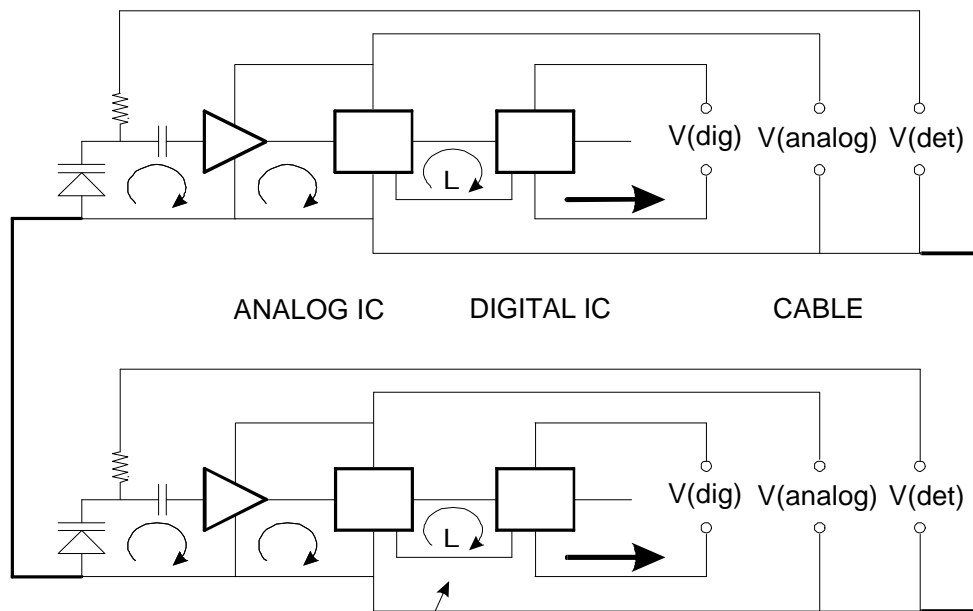 V(dig) V(analog) V(det)
L
ANALOG IC DIGITAL IC CABLE
V(dig) V(analog) V(det)
L